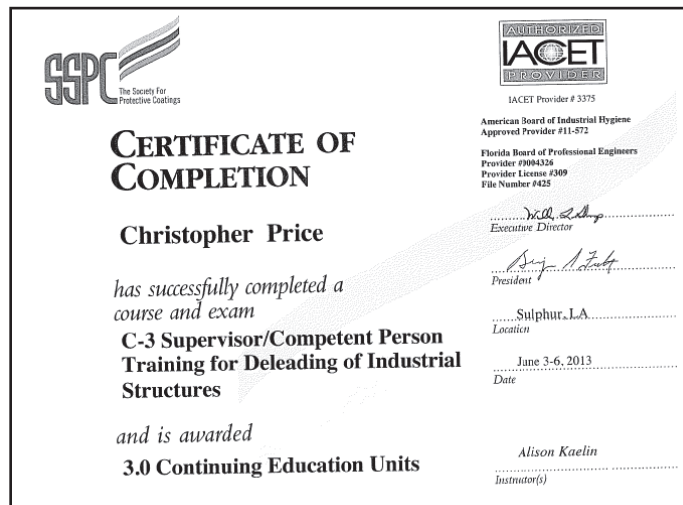 SSPC
The Society For
Protective Coatings
CERTIFICATE OF
COMPLETION
Christopher Price
has successfully completed a
course and exam
C-3 Supervisor/Competent Person
Training for Deleading of Industrial
Structures
and is awarded
3.0 Continuing Education Units
AUTHORIZED
IACET
PROVIDER
IACET Provider # 3375
American Board of Industrial Hygiene
Approved Provider #11-572
Florida Board of Professional Engineers
Provider #0004326
Provider License #309
File Number #425
Executive Director
President
Sulphur, LA
Location
June 3-6, 2013
Date
Alison Kaelin
Instructor(s)